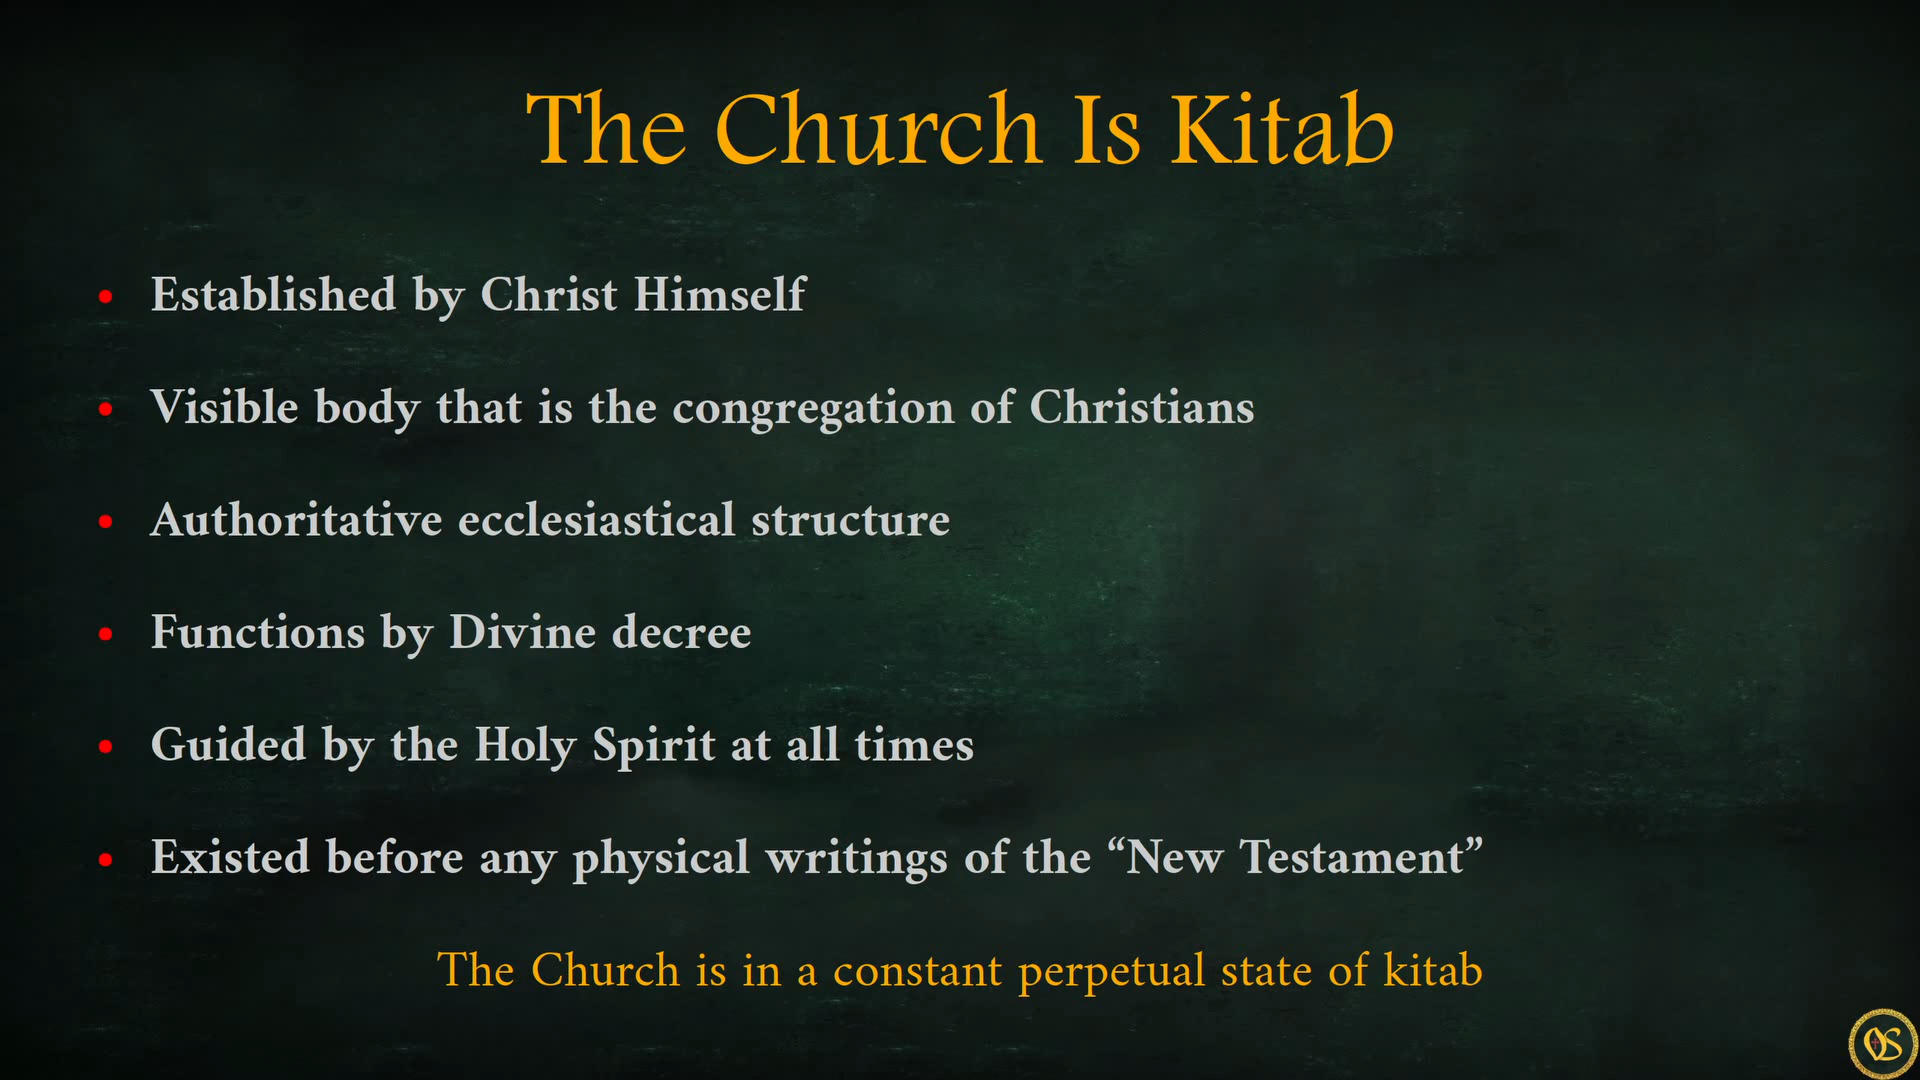 The Church Is Kitab
• Established by Christ Himself
• Visible body that is the congregation of Christians
• Authoritative ecclesiastical structure
• Functions by Divine decree
• Guided by the Holy Spirit at all times
• Existed before any physical writings of the “New Testament”
The Church is in a constant perpetual state of kitab